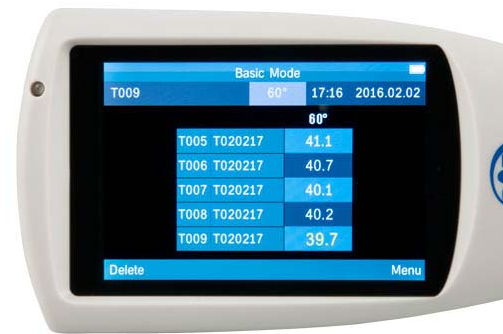 Basic Mode
T009 60° 17:16 2016.02.02
60°
T005 T020217 41.1
T006 T020217 40.7
T007 T020217 40.1
T008 T020217 40.2
T009 T020217 39.7
Delete Menu